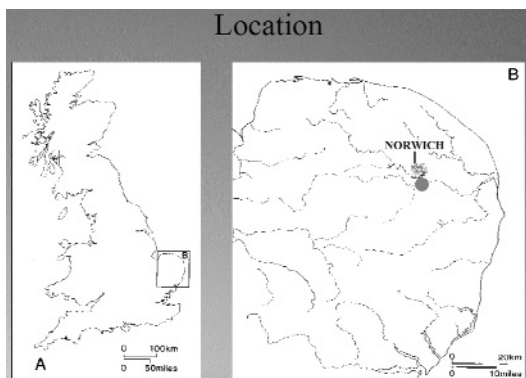 Location
B
A
0 100km
0 50miles
B
NORWICH
0 20km
0 10miles